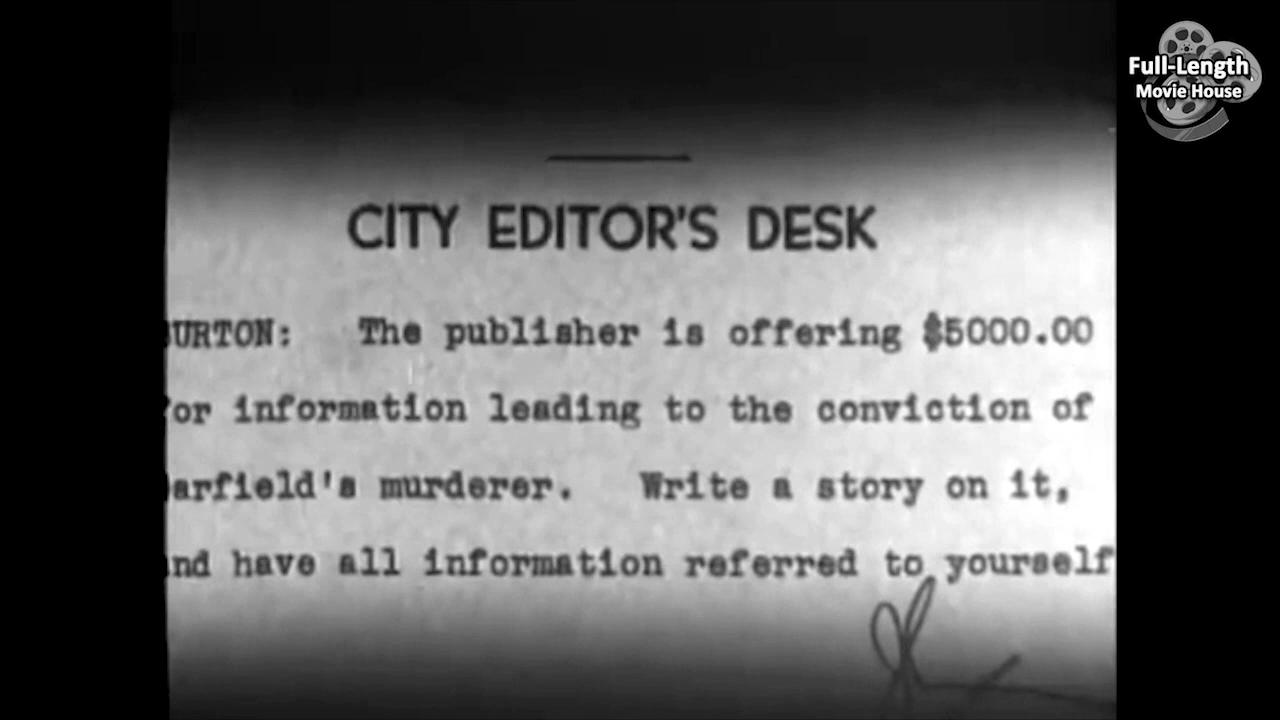 Full-Length
Movie House
CITY EDITOR'S DESK
URTON: The publisher is offering $5000.00
or information leading to the conviction of
arfield's murderer. Write a story on it,
nd have all information referred to yourself